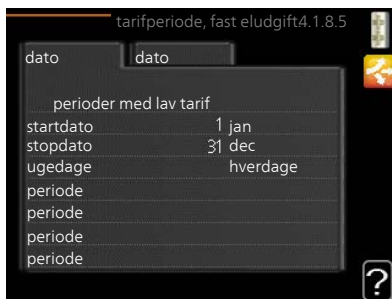 tarifperiode, fast eludgift4.1.8.5
dato dato
perioder med lav tarif
startdato 1 jan
stopdato 31 dec
ugedage hverdage
periode
periode
periode
periode
?